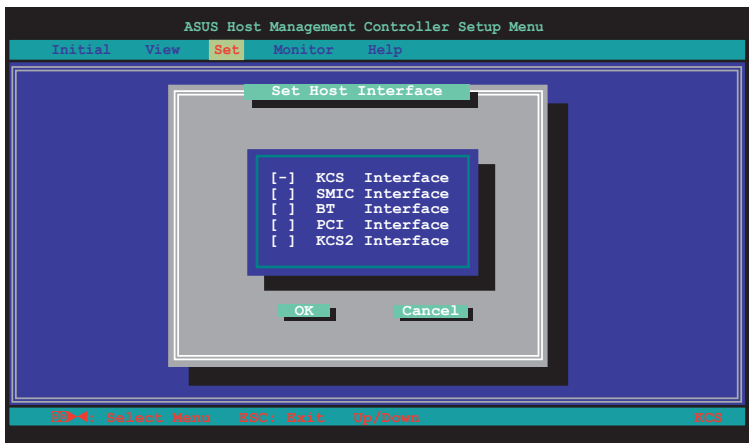 ASUS Host Management Controller Setup Menu
Initial View Set Monitor Help
Set Host Interface
[-] KCS Interface
[ ] SMIC Interface
[ ] BT Interface
[ ] PCI Interface
[ ] KCS2 Interface
OK Cancel
: Select Menu ESC: Exit Up/Down KCS